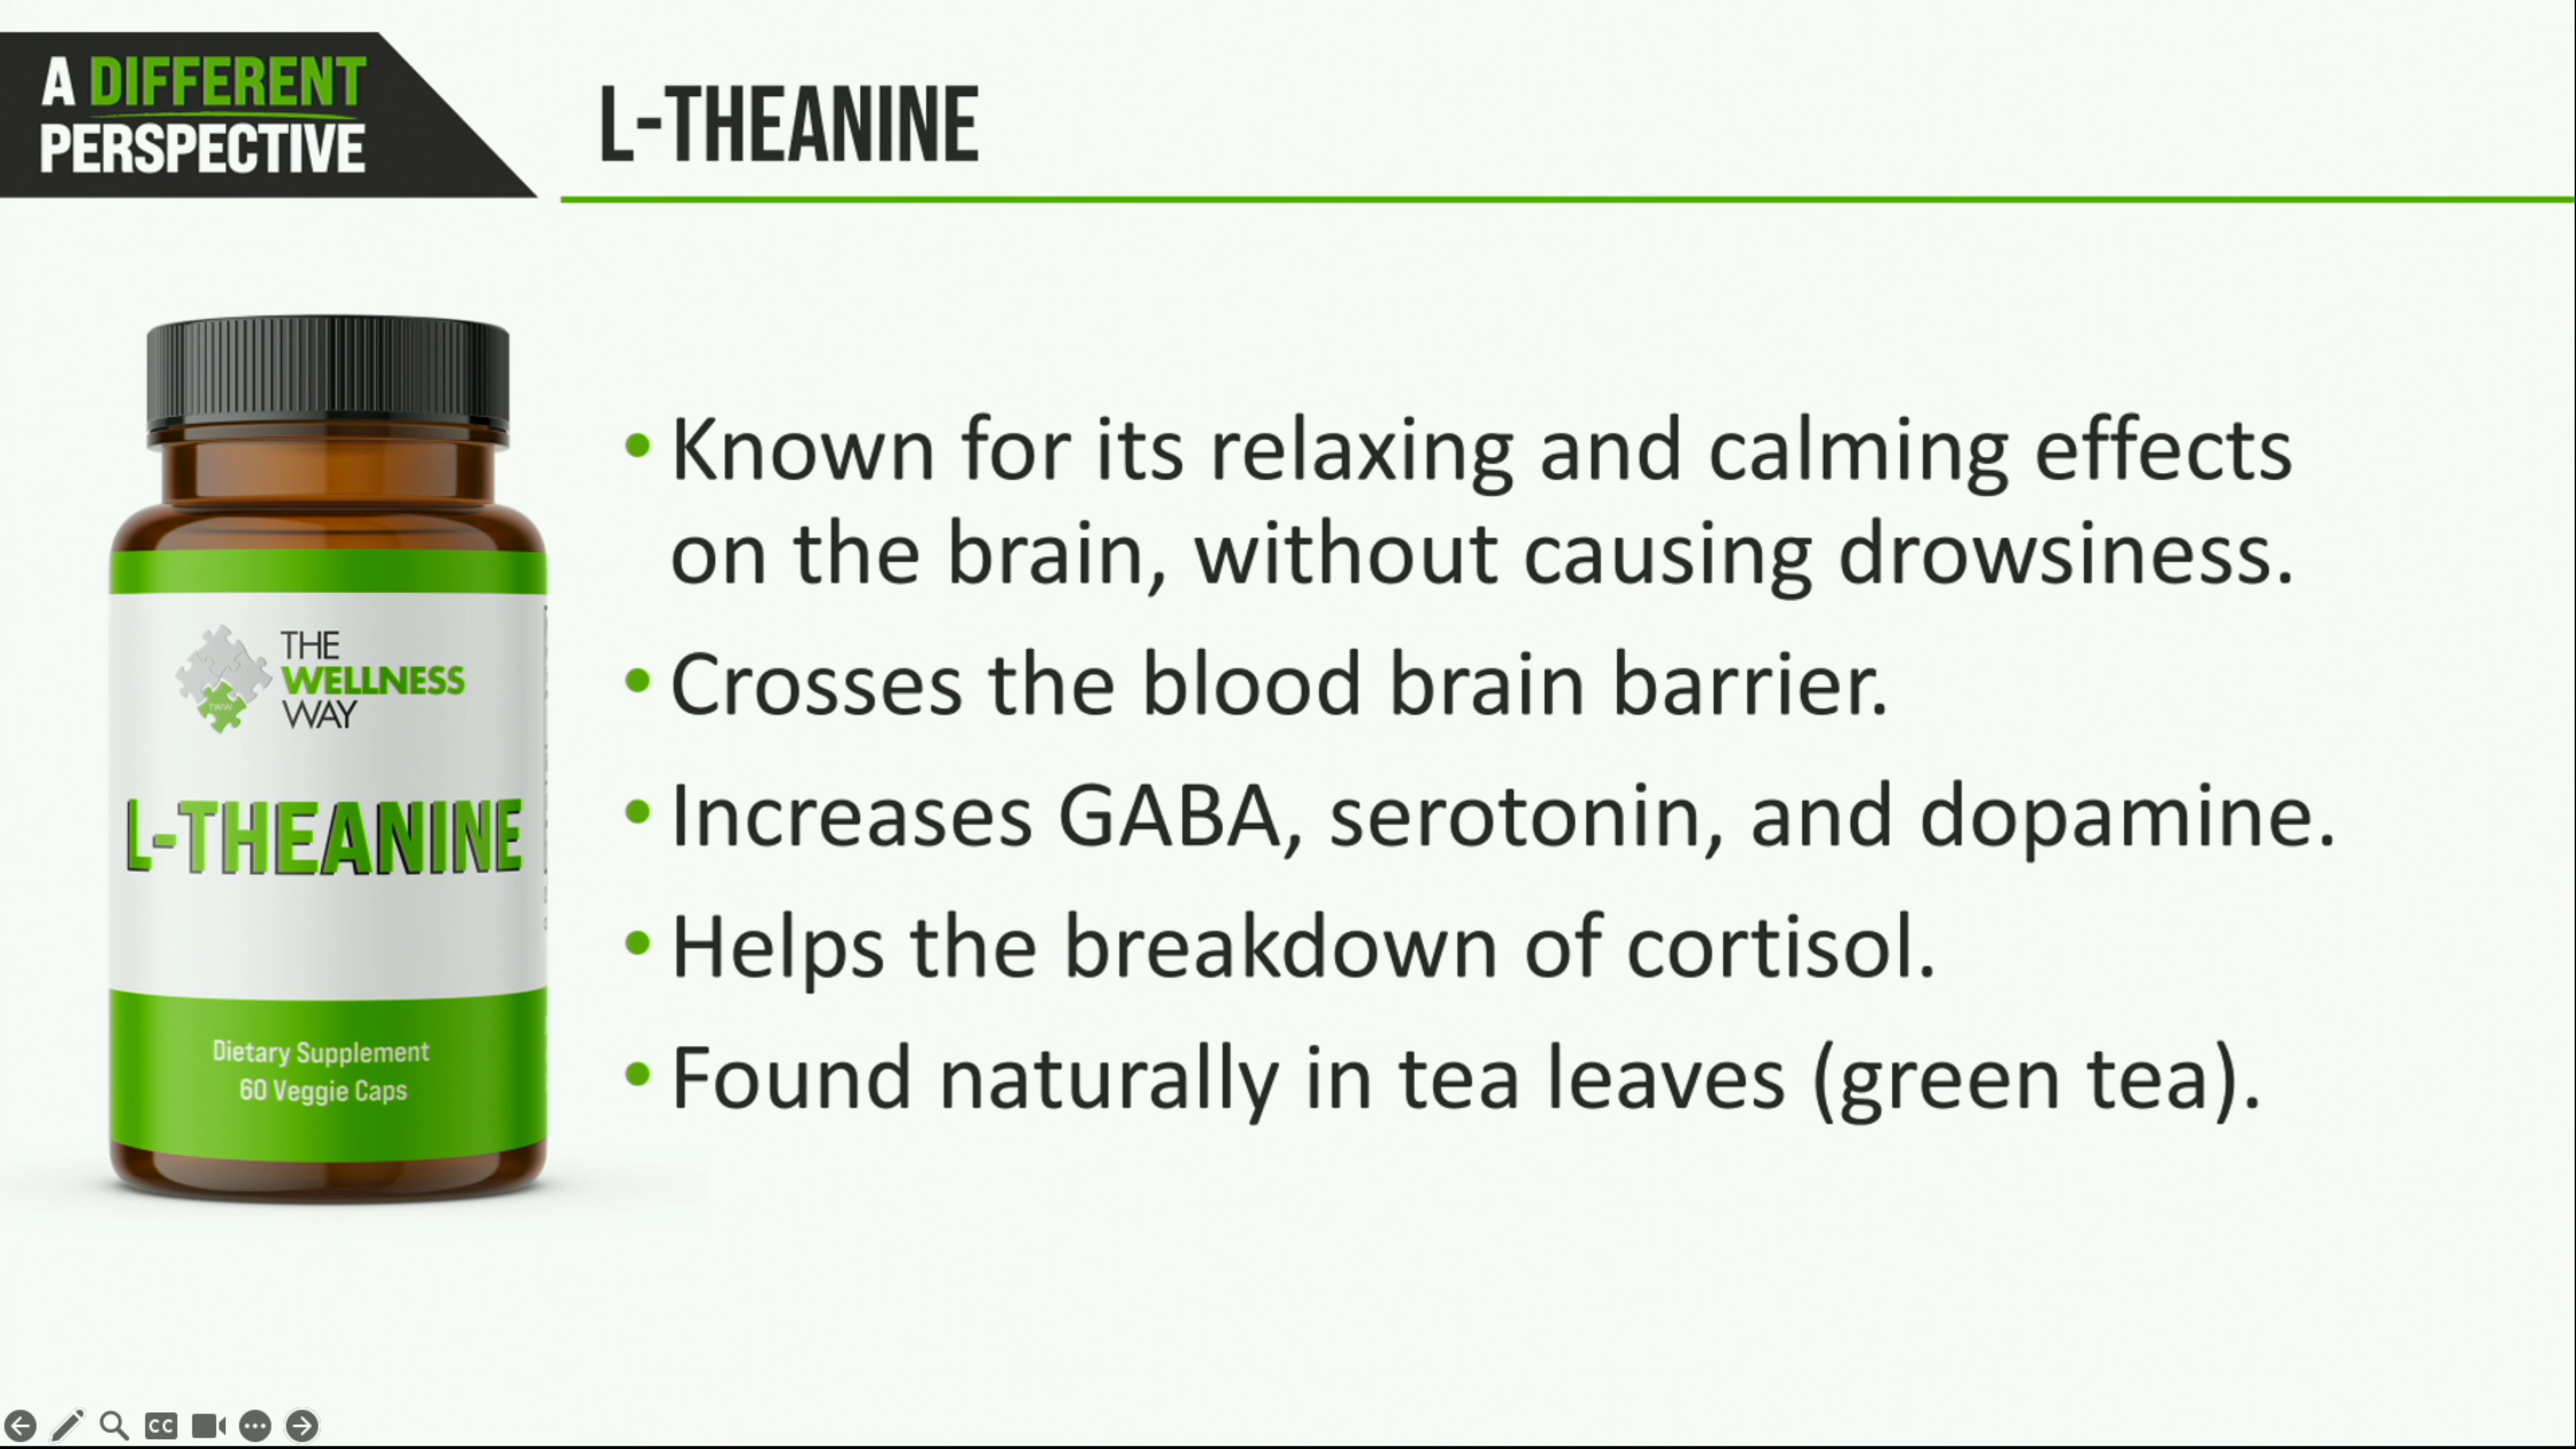 A DIFFERENT
PERSPECTIVE
L-THEANINE
THE
WELLNESS
WAY
TWW
L-THEANINE
Dietary Supplement
60 Veggie Caps
• Known for its relaxing and calming effects
on the brain, without causing drowsiness.
• Crosses the blood brain barrier.
• Increases GABA, serotonin, and dopamine.
• Helps the breakdown of cortisol.
• Found naturally in tea leaves (green tea).
CC